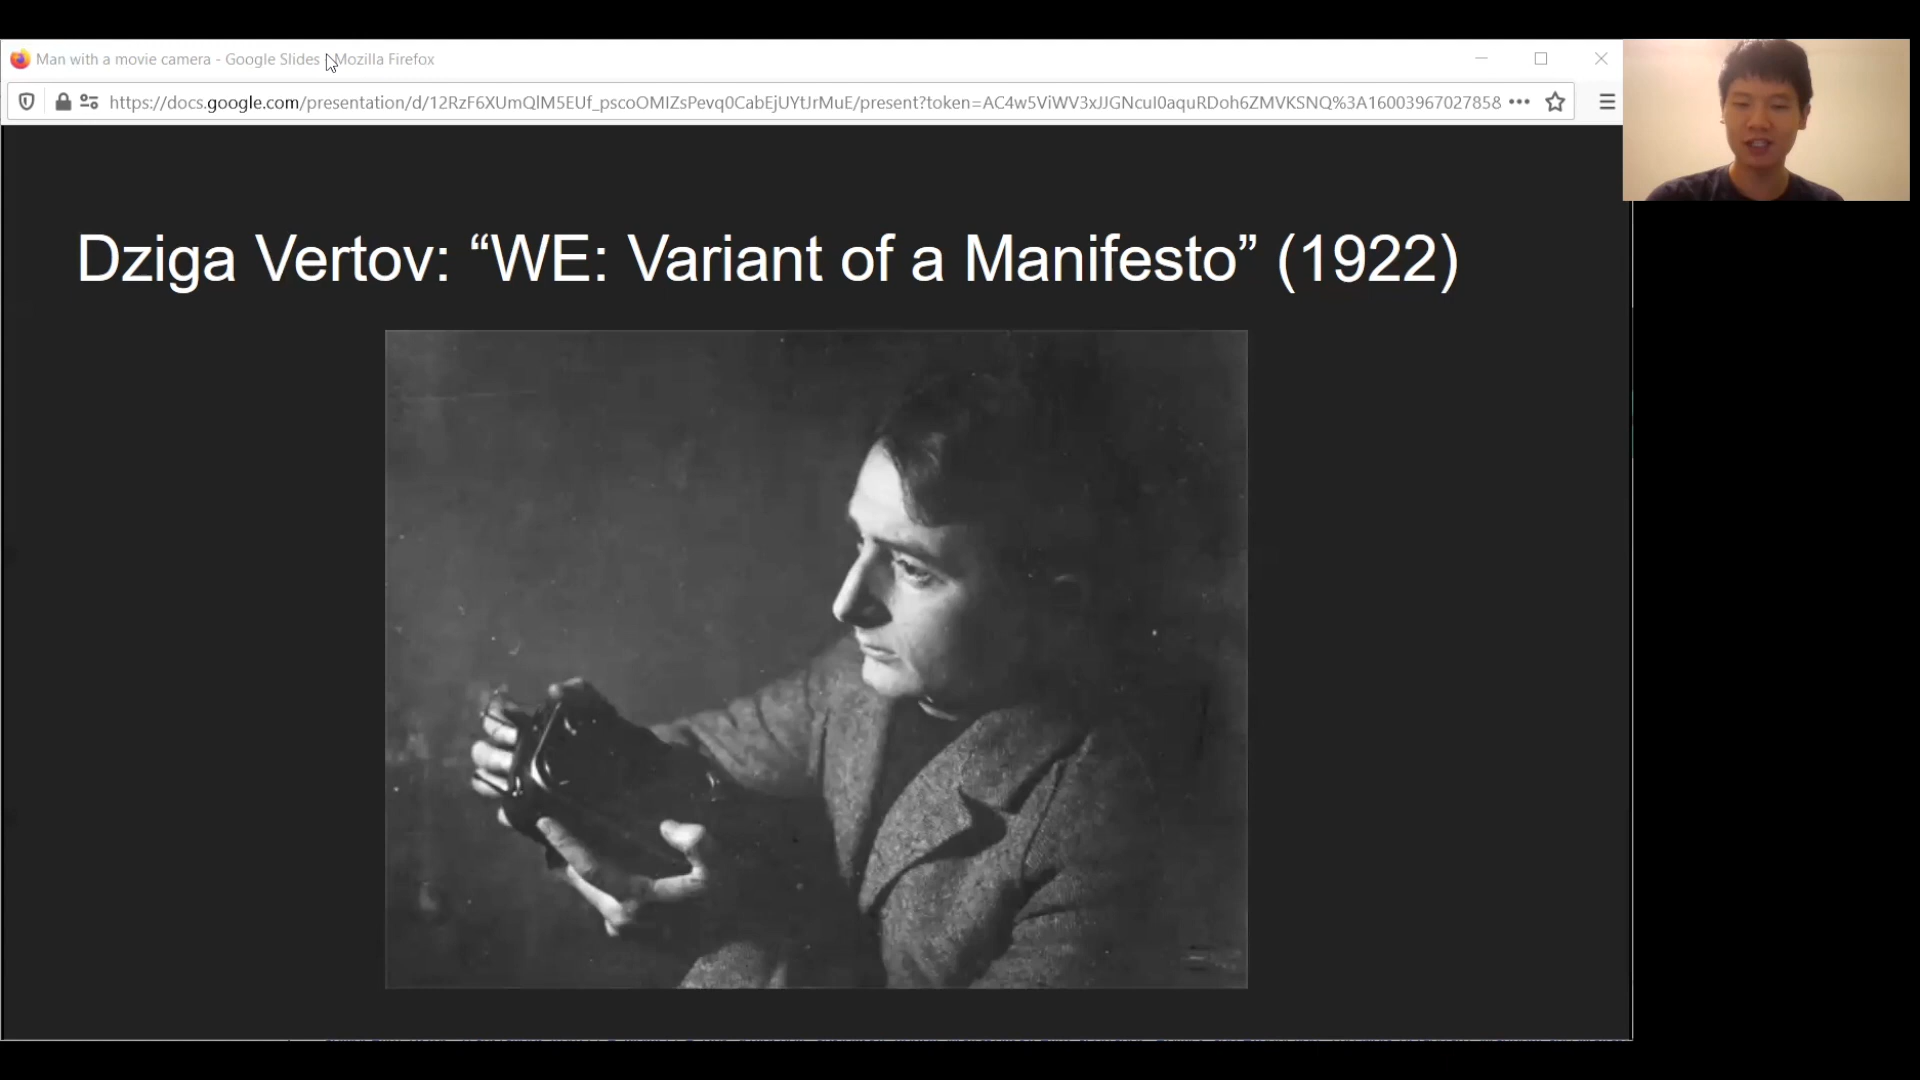 Man with a movie camera - Google Slides - Mozilla Firefox
https://docs.google.com/presentation/d/12RzF6XUmQlM5EUf_pscoOMIZsPevq0CabEjUYtJrMuE/present?token=AC4w5ViWV3xJJGNcuI0aquRDoh6ZMVKSNQ%3A16003967027858
Dziga Vertov: “WE: Variant of a Manifesto” (1922)